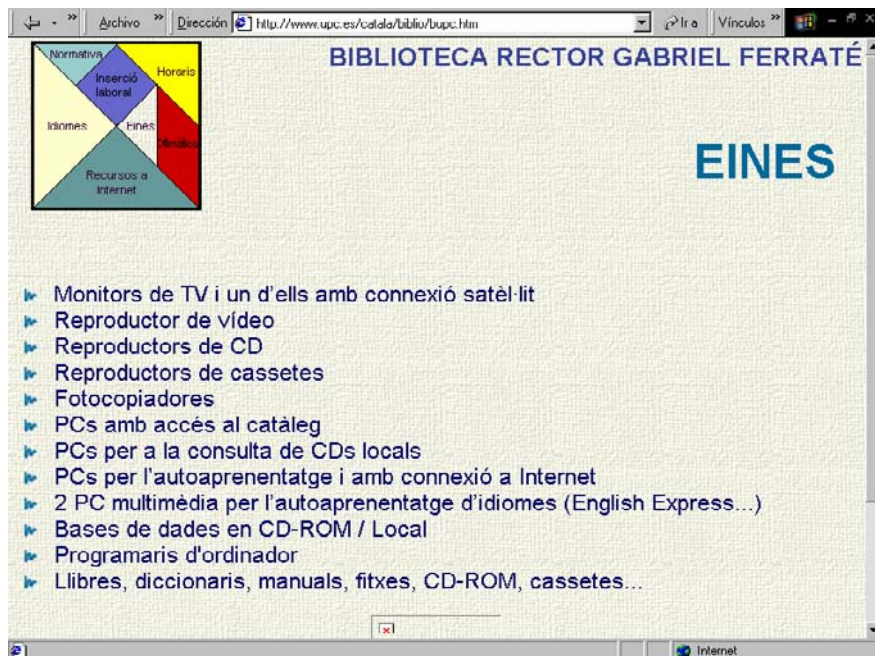 Archivo » Dirección http://www.upc.es/catala/biblio/bupc.htm Ir a Vínculos »
BIBLIOTECA RECTOR GABRIEL FERRATÉ
Normativa
Inserció
laboral
Horaris
Idiomes
Eines
Ofimàtica
Recursos a
Internet
EINES
Monitors de TV i un d'ells amb connexió satèl·lit
Reproductor de vídeo
Reproductors de CD
Reproductors de cassetes
Fotocopiadores
PCs amb accés al catàleg
PCs per a la consulta de CDs locals
PCs per l'autoaprenentatge i amb connexió a Internet
2 PC multimèdia per l'autoaprenentatge d'idiomes (English Express...)
Bases de dades en CD-ROM / Local
Programaris d'ordinador
Llibres, diccionaris, manuals, fitxes, CD-ROM, cassetes...
Internet